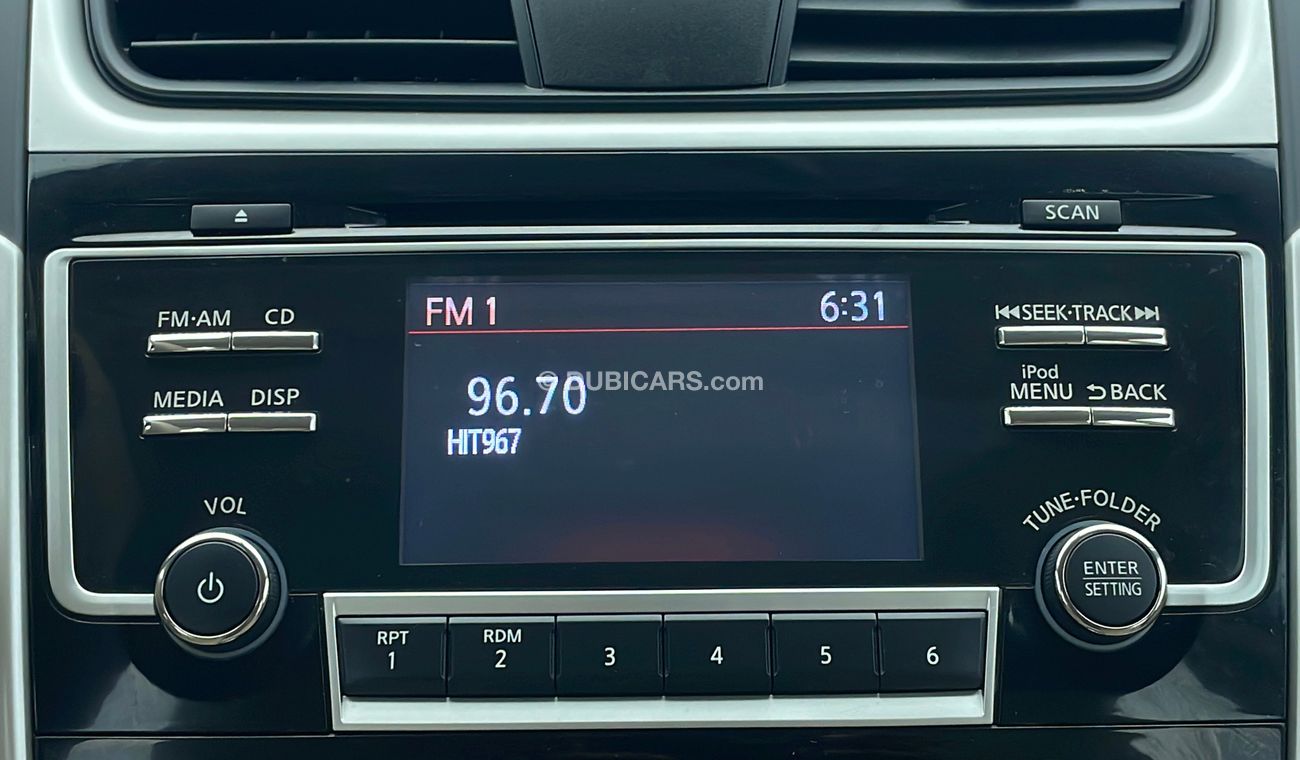 SCAN
FM·AM
CD
MEDIA
DISP
VOL
FM 1
6:31
96.70
© DUBICARS.com
HIT967
⏮SEEK·TRACK⏭
iPod
MENU
⮌BACK
TUNE·FOLDER
ENTER
SETTING
RPT
1
RDM
2
3
4
5
6